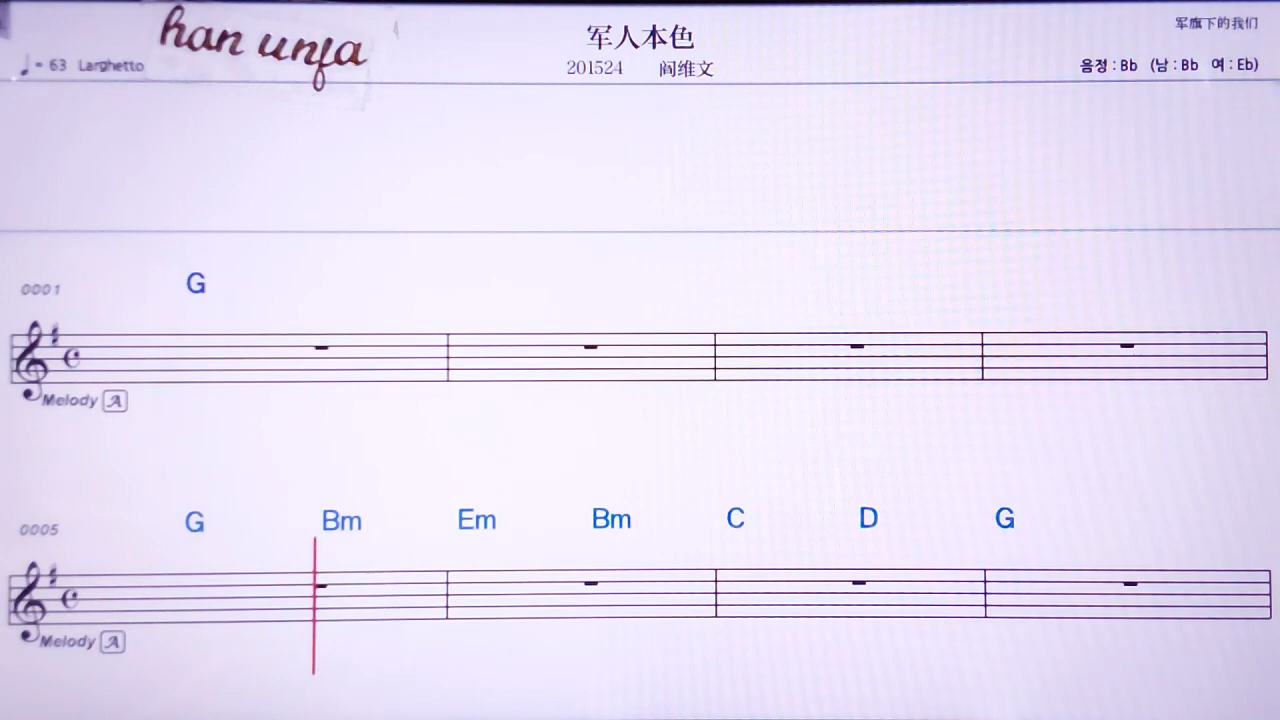 han unfa
军人本色
军旗下的我们
♩= 63 Larghetto
201524 阎维文
음정 : Bb (남 : Bb 여 : Eb)
0001 G
Melody A
0005 G Bm Em Bm C D G
Melody A